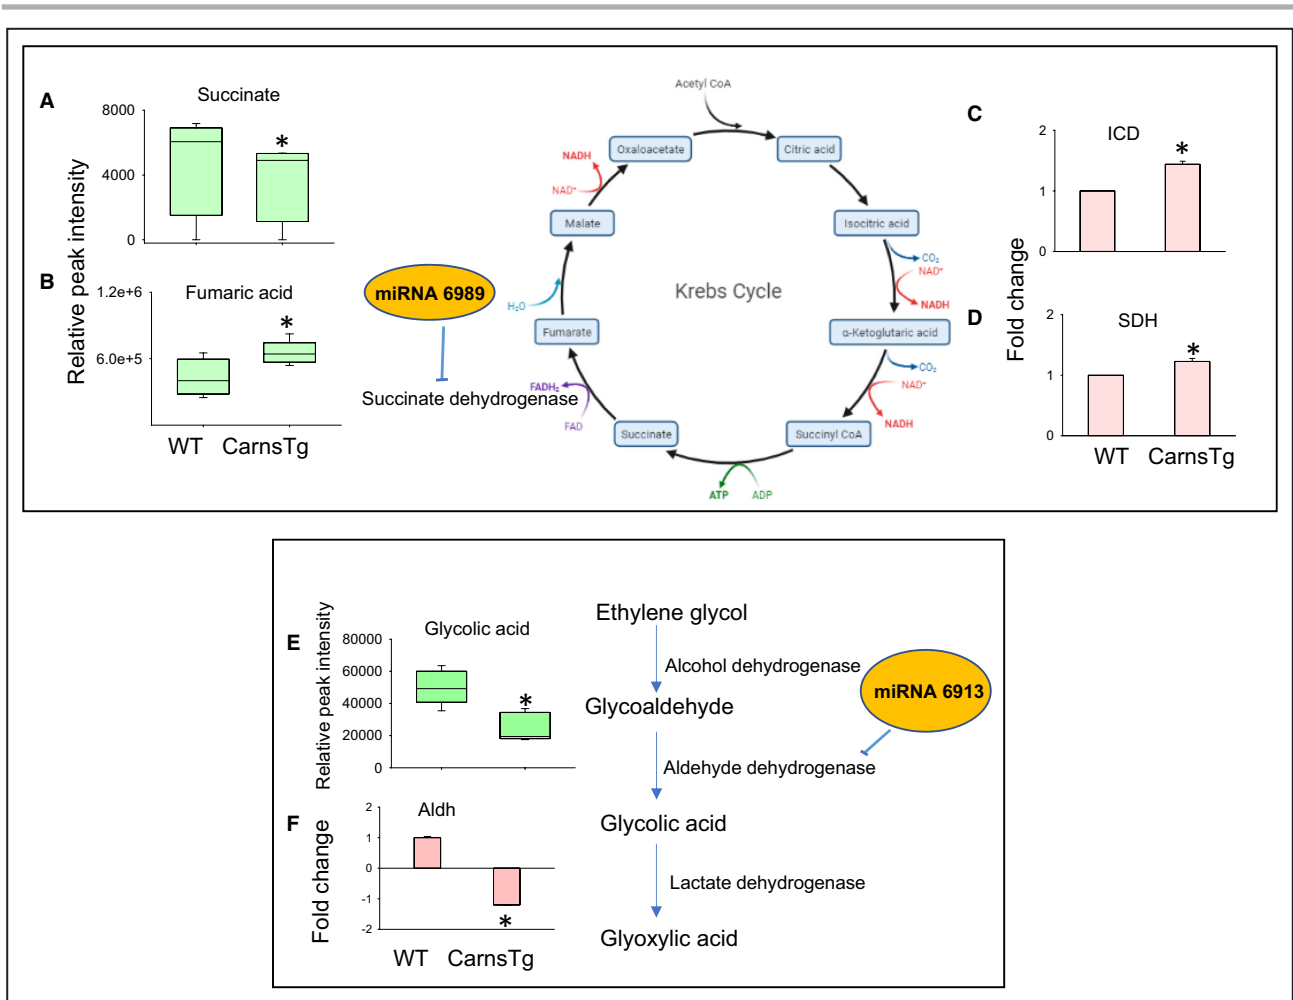 A
Succinate
8000
4000
0
*
Relative peak intensity
B
Fumaric acid
1.2e+6
6.0e+5
*
WT
CarnsTg
miRNA 6989
Succinate dehydrogenase
Krebs Cycle
Acetyl CoA
Oxaloacetate
Citric acid
Isocitric acid
CO₂
NAD⁺
NADH
α-Ketoglutaric acid
CO₂
NAD⁺
NADH
Succinyl CoA
ADP
ATP
Succinate
FAD
FADH₂
Fumarate
H₂O
Malate
NAD⁺
NADH
C
ICD
2
1
0
*
Fold change
D
SDH
2
1
0
*
WT
CarnsTg
E
Glycolic acid
Relative peak intensity
80000
60000
40000
20000
0
*
F
Aldh
Fold change
2
1
0
-1
-2
*
WT
CarnsTg
Ethylene glycol
Alcohol dehydrogenase
Glycoaldehyde
miRNA 6913
Aldehyde dehydrogenase
Glycolic acid
Lactate dehydrogenase
Glyoxylic acid